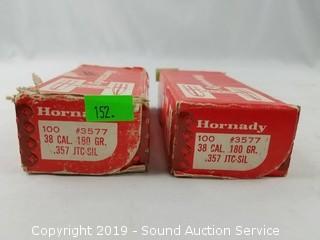 Hornady
152.
100 #3577
38 CAL. 180 GR.
.357 JTC-SIL
Hornady
100 #3577
38 CAL. 180 GR.
.357 JTC-SIL
Copyright 2019 - Sound Auction Service